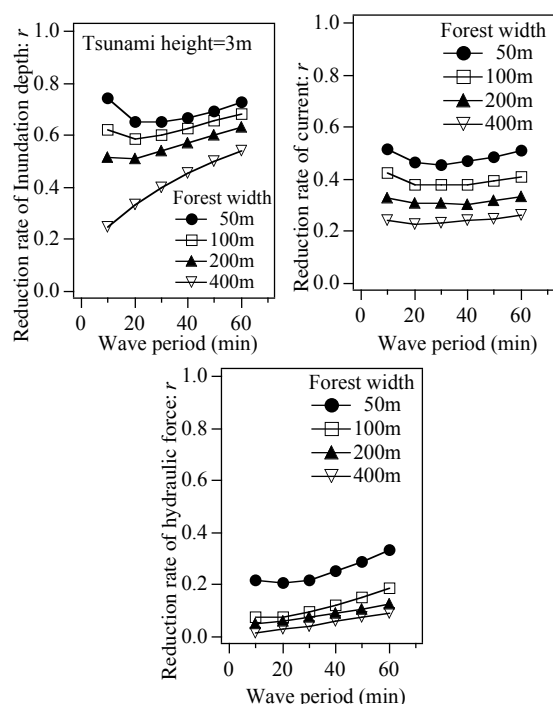 Reduction rate of Inundation depth: r
1.0
0.8
0.6
0.4
0.2
0.0
Tsunami height=3m
Forest width
50m
100m
200m
400m
0 20 40 60
Wave period (min)
Reduction rate of current: r
1.0
0.8
0.6
0.4
0.2
0.0
Forest width
50m
100m
200m
400m
0 20 40 60
Wave period (min)
Reduction rate of hydraulic force: r
1.0
0.8
0.6
0.4
0.2
0.0
Forest width
50m
100m
200m
400m
0 20 40 60
Wave period (min)